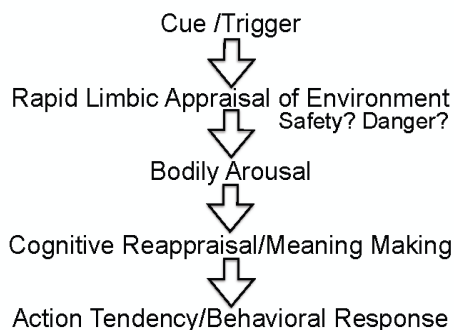 Cue /Trigger
Rapid Limbic Appraisal of Environment
Safety? Danger?
Bodily Arousal
Cognitive Reappraisal/Meaning Making
Action Tendency/Behavioral Response